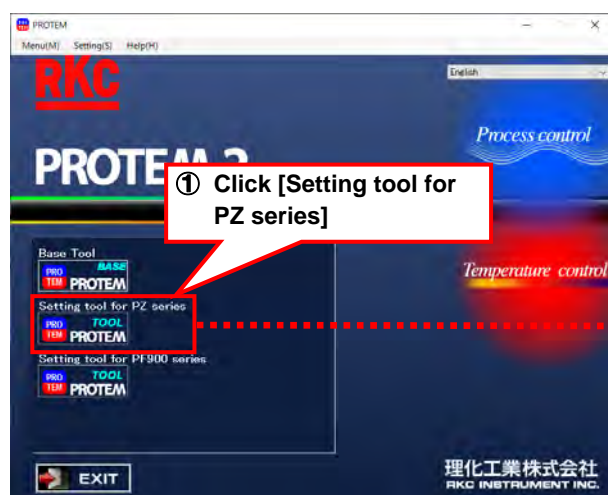 PROTEM
Menu(M) Setting(S) Help(H)
RKC
English
Process control
PROTEM 2
① Click [Setting tool for
PZ series]
Base Tool
PRO TEM BASE PROTEM
Temperature control
Setting tool for PZ series
PRO TEM TOOL PROTEM
Setting tool for PF900 series
PRO TEM TOOL PROTEM
EXIT
理化工業株式会社
RKC INSTRUMENT INC.